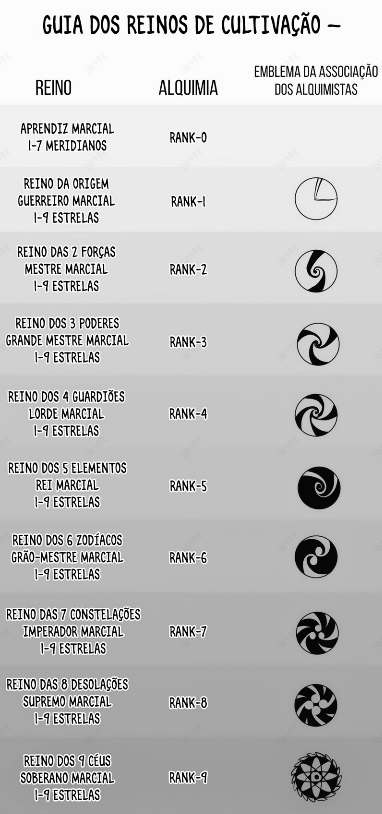 GUIA DOS REINOS DE CULTIVAÇÃO –
REINO
ALQUIMIA
EMBLEMA DA ASSOCIAÇÃO
DOS ALQUIMISTAS
APRENDIZ MARCIAL
1-7 MERIDIANOS
RANK-0
REINO DA ORIGEM
GUERREIRO MARCIAL
1-9 ESTRELAS
RANK-1
REINO DAS 2 FORÇAS
MESTRE MARCIAL
1-9 ESTRELAS
RANK-2
REINO DOS 3 PODERES
GRANDE MESTRE MARCIAL
1-9 ESTRELAS
RANK-3
REINO DOS 4 GUARDIÕES
LORDE MARCIAL
1-9 ESTRELAS
RANK-4
REINO DOS 5 ELEMENTOS
REI MARCIAL
1-9 ESTRELAS
RANK-5
REINO DOS 6 ZODÍACOS
GRÃO-MESTRE MARCIAL
1-9 ESTRELAS
RANK-6
REINO DAS 7 CONSTELAÇÕES
IMPERADOR MARCIAL
1-9 ESTRELAS
RANK-7
REINO DAS 8 DESOLAÇÕES
SUPREMO MARCIAL
1-9 ESTRELAS
RANK-8
REINO DOS 9 CÉUS
SOBERANO MARCIAL
1-9 ESTRELAS
RANK-9